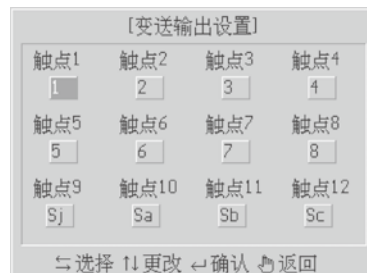 [变送输出设置]
触点1 触点2 触点3 触点4
1 2 3 4
触点5 触点6 触点7 触点8
5 6 7 8
触点9 触点10 触点11 触点12
Sj Sa Sb Sc
⇆选择 ⇅更改 ↵确认 返回